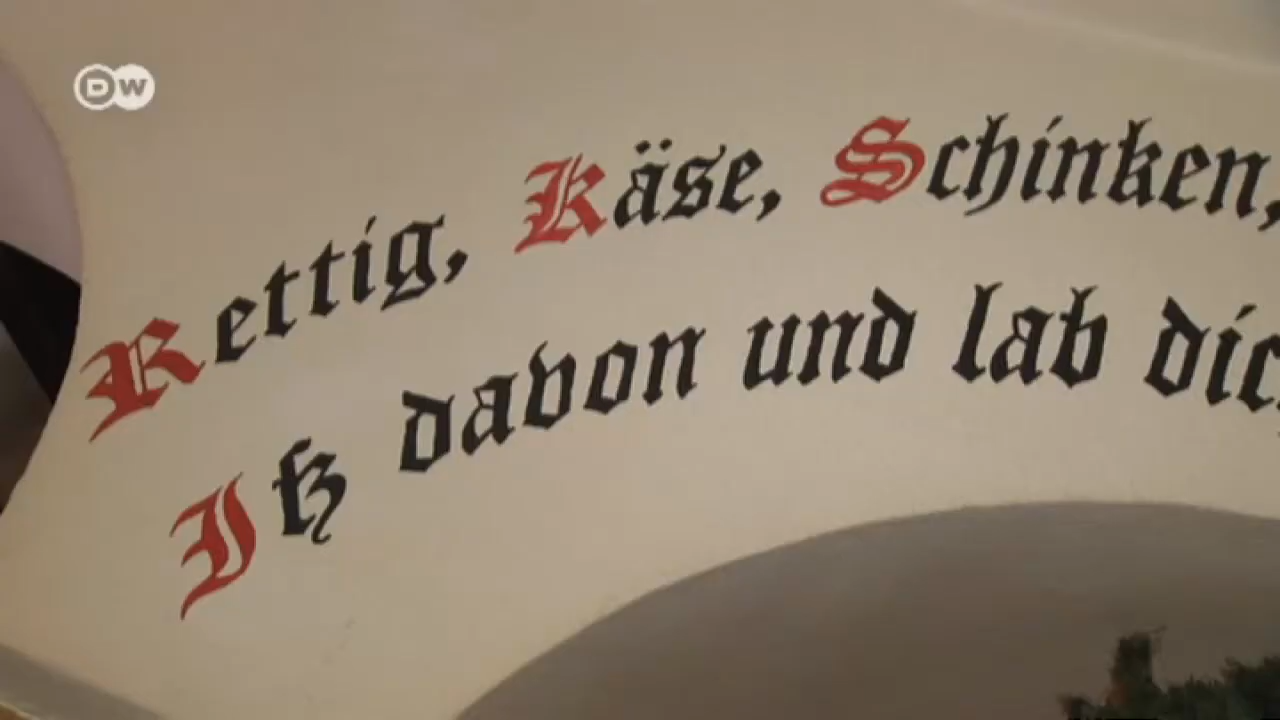 DW
Rettig, Käse, Schinken,
Iß davon und lab dic